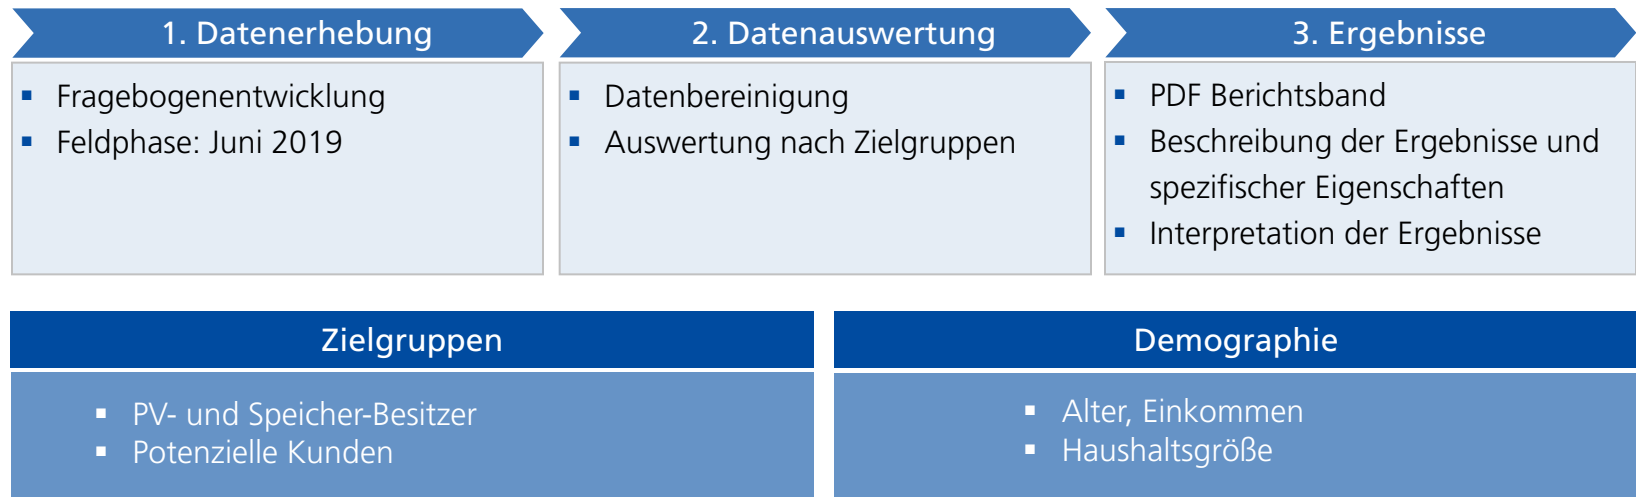 1. Datenerhebung
Fragebogenentwicklung
Feldphase: Juni 2019
2. Datenauswertung
Datenbereinigung
Auswertung nach Zielgruppen
3. Ergebnisse
PDF Berichtsband
Beschreibung der Ergebnisse und
spezifischer Eigenschaften
Interpretation der Ergebnisse
Zielgruppen
PV- und Speicher-Besitzer
Potenzielle Kunden
Demographie
Alter, Einkommen
Haushaltsgröße